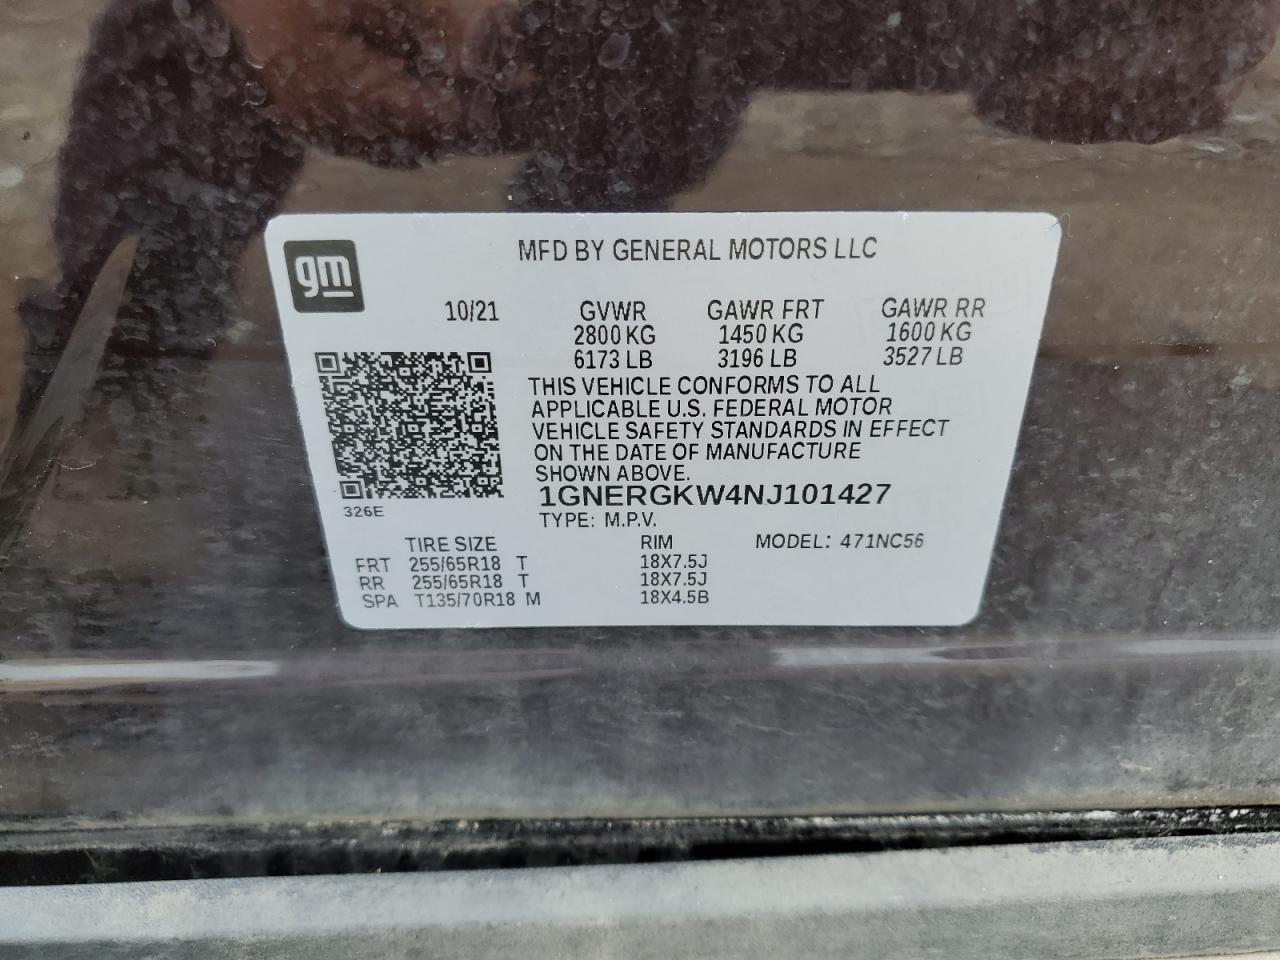 gm
MFD BY GENERAL MOTORS LLC
10/21 GVWR GAWR FRT GAWR RR
2800 KG 1450 KG 1600 KG
6173 LB 3196 LB 3527 LB
THIS VEHICLE CONFORMS TO ALL
APPLICABLE U.S. FEDERAL MOTOR
VEHICLE SAFETY STANDARDS IN EFFECT
ON THE DATE OF MANUFACTURE
SHOWN ABOVE.
1GNERGKW4NJ101427
326E
TYPE: M.P.V.
TIRE SIZE RIM MODEL: 471NC56
FRT 255/65R18 T 18X7.5J
RR 255/65R18 T 18X7.5J
SPA T135/70R18 M 18X4.5B